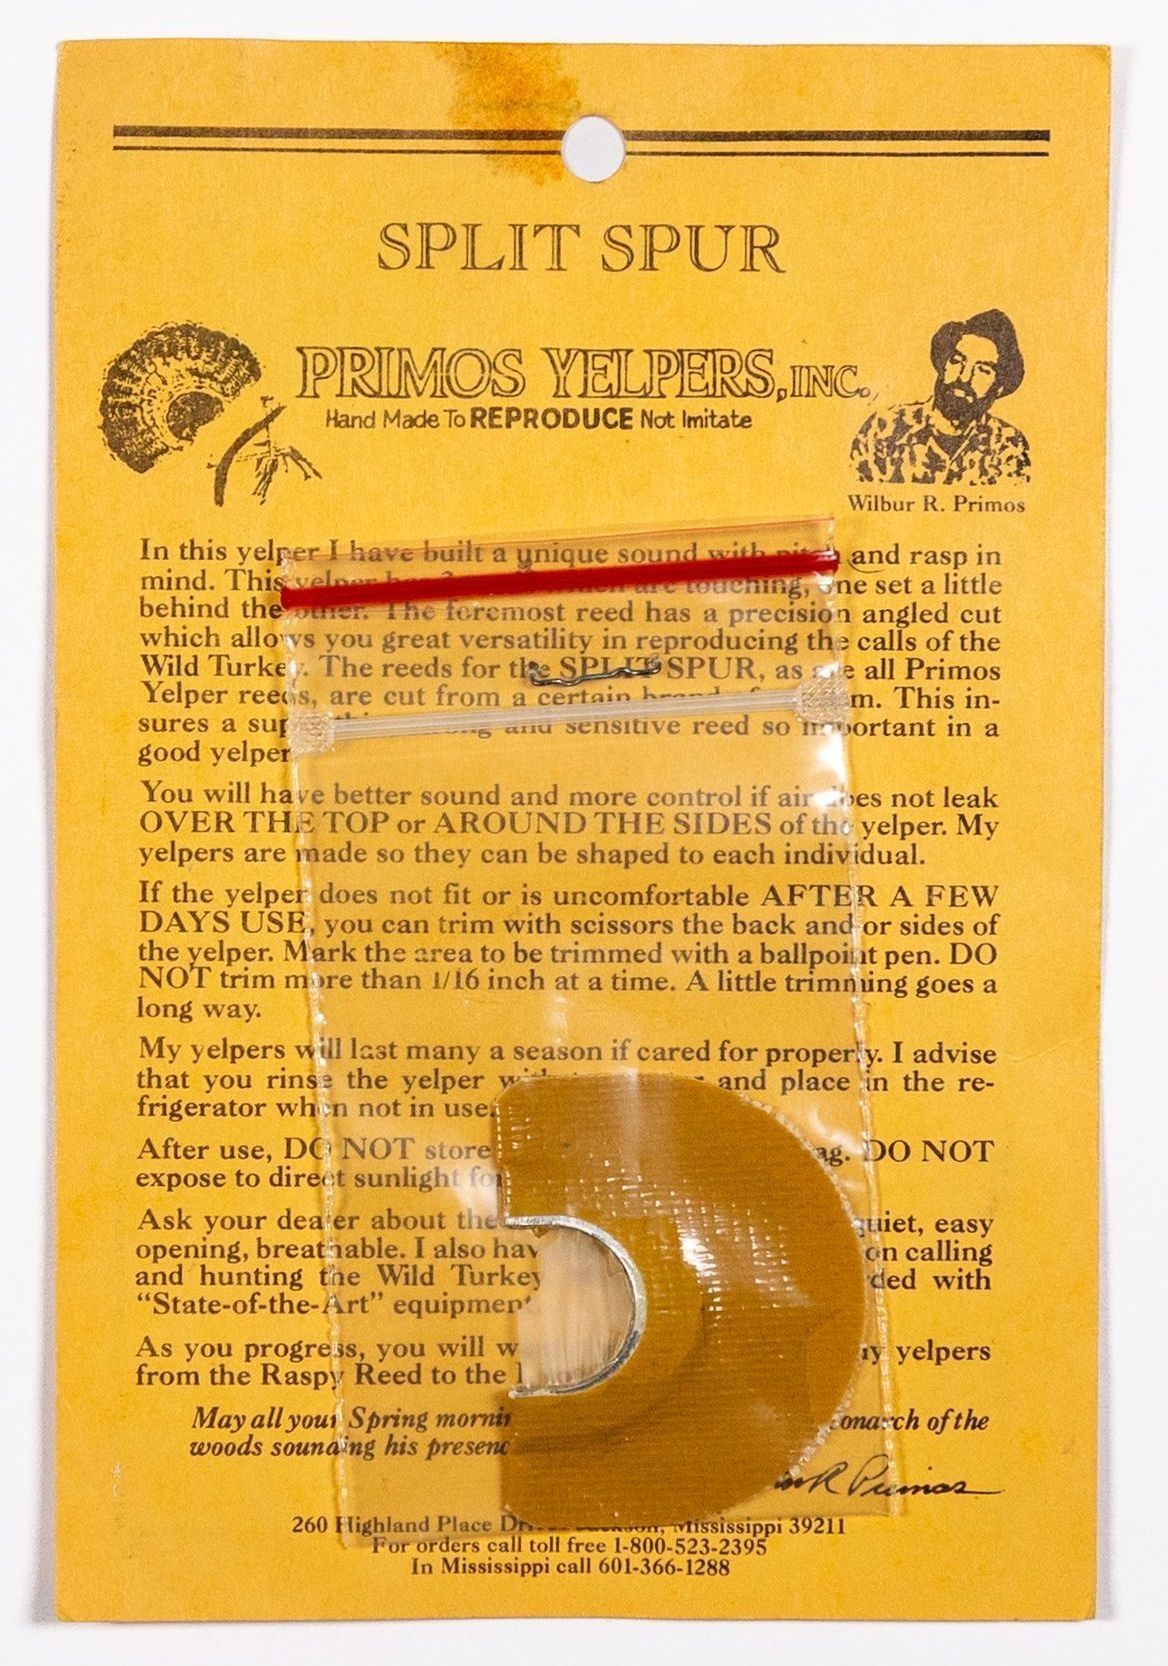 SPLIT SPUR
PRIMOS YELPERS, INC.
Hand Made To REPRODUCE Not Imitate
Wilbur R. Primos
In this yelper I have built a unique sound with pitch and rasp in
mind. This yelper has are touching, one set a little
behind the other. The foremost reed has a precision angled cut
which allows you great versatility in reproducing the calls of the
Wild Turkey. The reeds for the SPLIT SPUR, as are all Primos
Yelper reeds, are cut from a certain brand This in-
sures a and sensitive reed so important in a
good yelper
You will have better sound and more control if air does not leak
OVER THE TOP or AROUND THE SIDES of the yelper. My
yelpers are made so they can be shaped to each individual.
If the yelper does not fit or is uncomfortable AFTER A FEW
DAYS USE, you can trim with scissors the back and or sides of
the yelper. Mark the area to be trimmed with a ballpoint pen. DO
NOT trim more than 1/16 inch at a time. A little trimming goes a
long way.
My yelpers will last many a season if cared for properly. I advise
that you rinse the yelper and place in the re-
frigerator when not in use.
After use, DO NOT store DO NOT
expose to direct sunlight
Ask your dealer about the quiet, easy
opening, breathable. I also on calling
and hunting the Wild Turkey with
"State-of-the-Art" equipment
As you progress, you will yelpers
from the Raspy Reed to the
May all your Spring of the
woods sounding his
Primos
260 Highland Place Jackson, Mississippi 39211
For orders call toll free 1-800-523-2395
In Mississippi call 601-366-1288